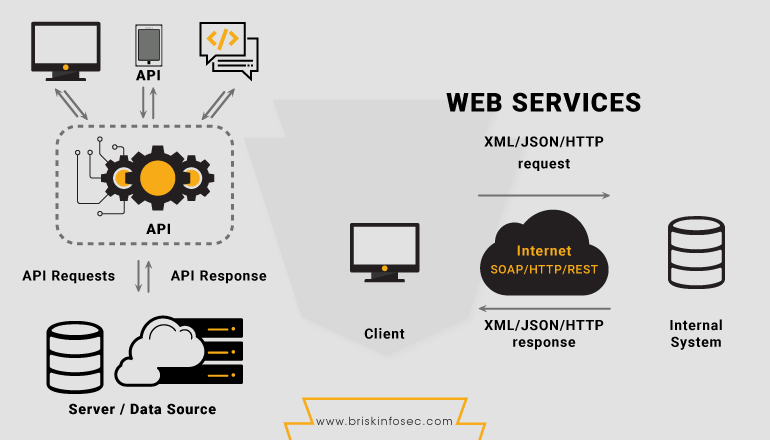 API
</>
API
API Requests
API Response
Server / Data Source
WEB SERVICES
XML/JSON/HTTP
request
Internet
SOAP/HTTP/REST
Client
XML/JSON/HTTP
response
Internal
System
www.briskinfosec.com